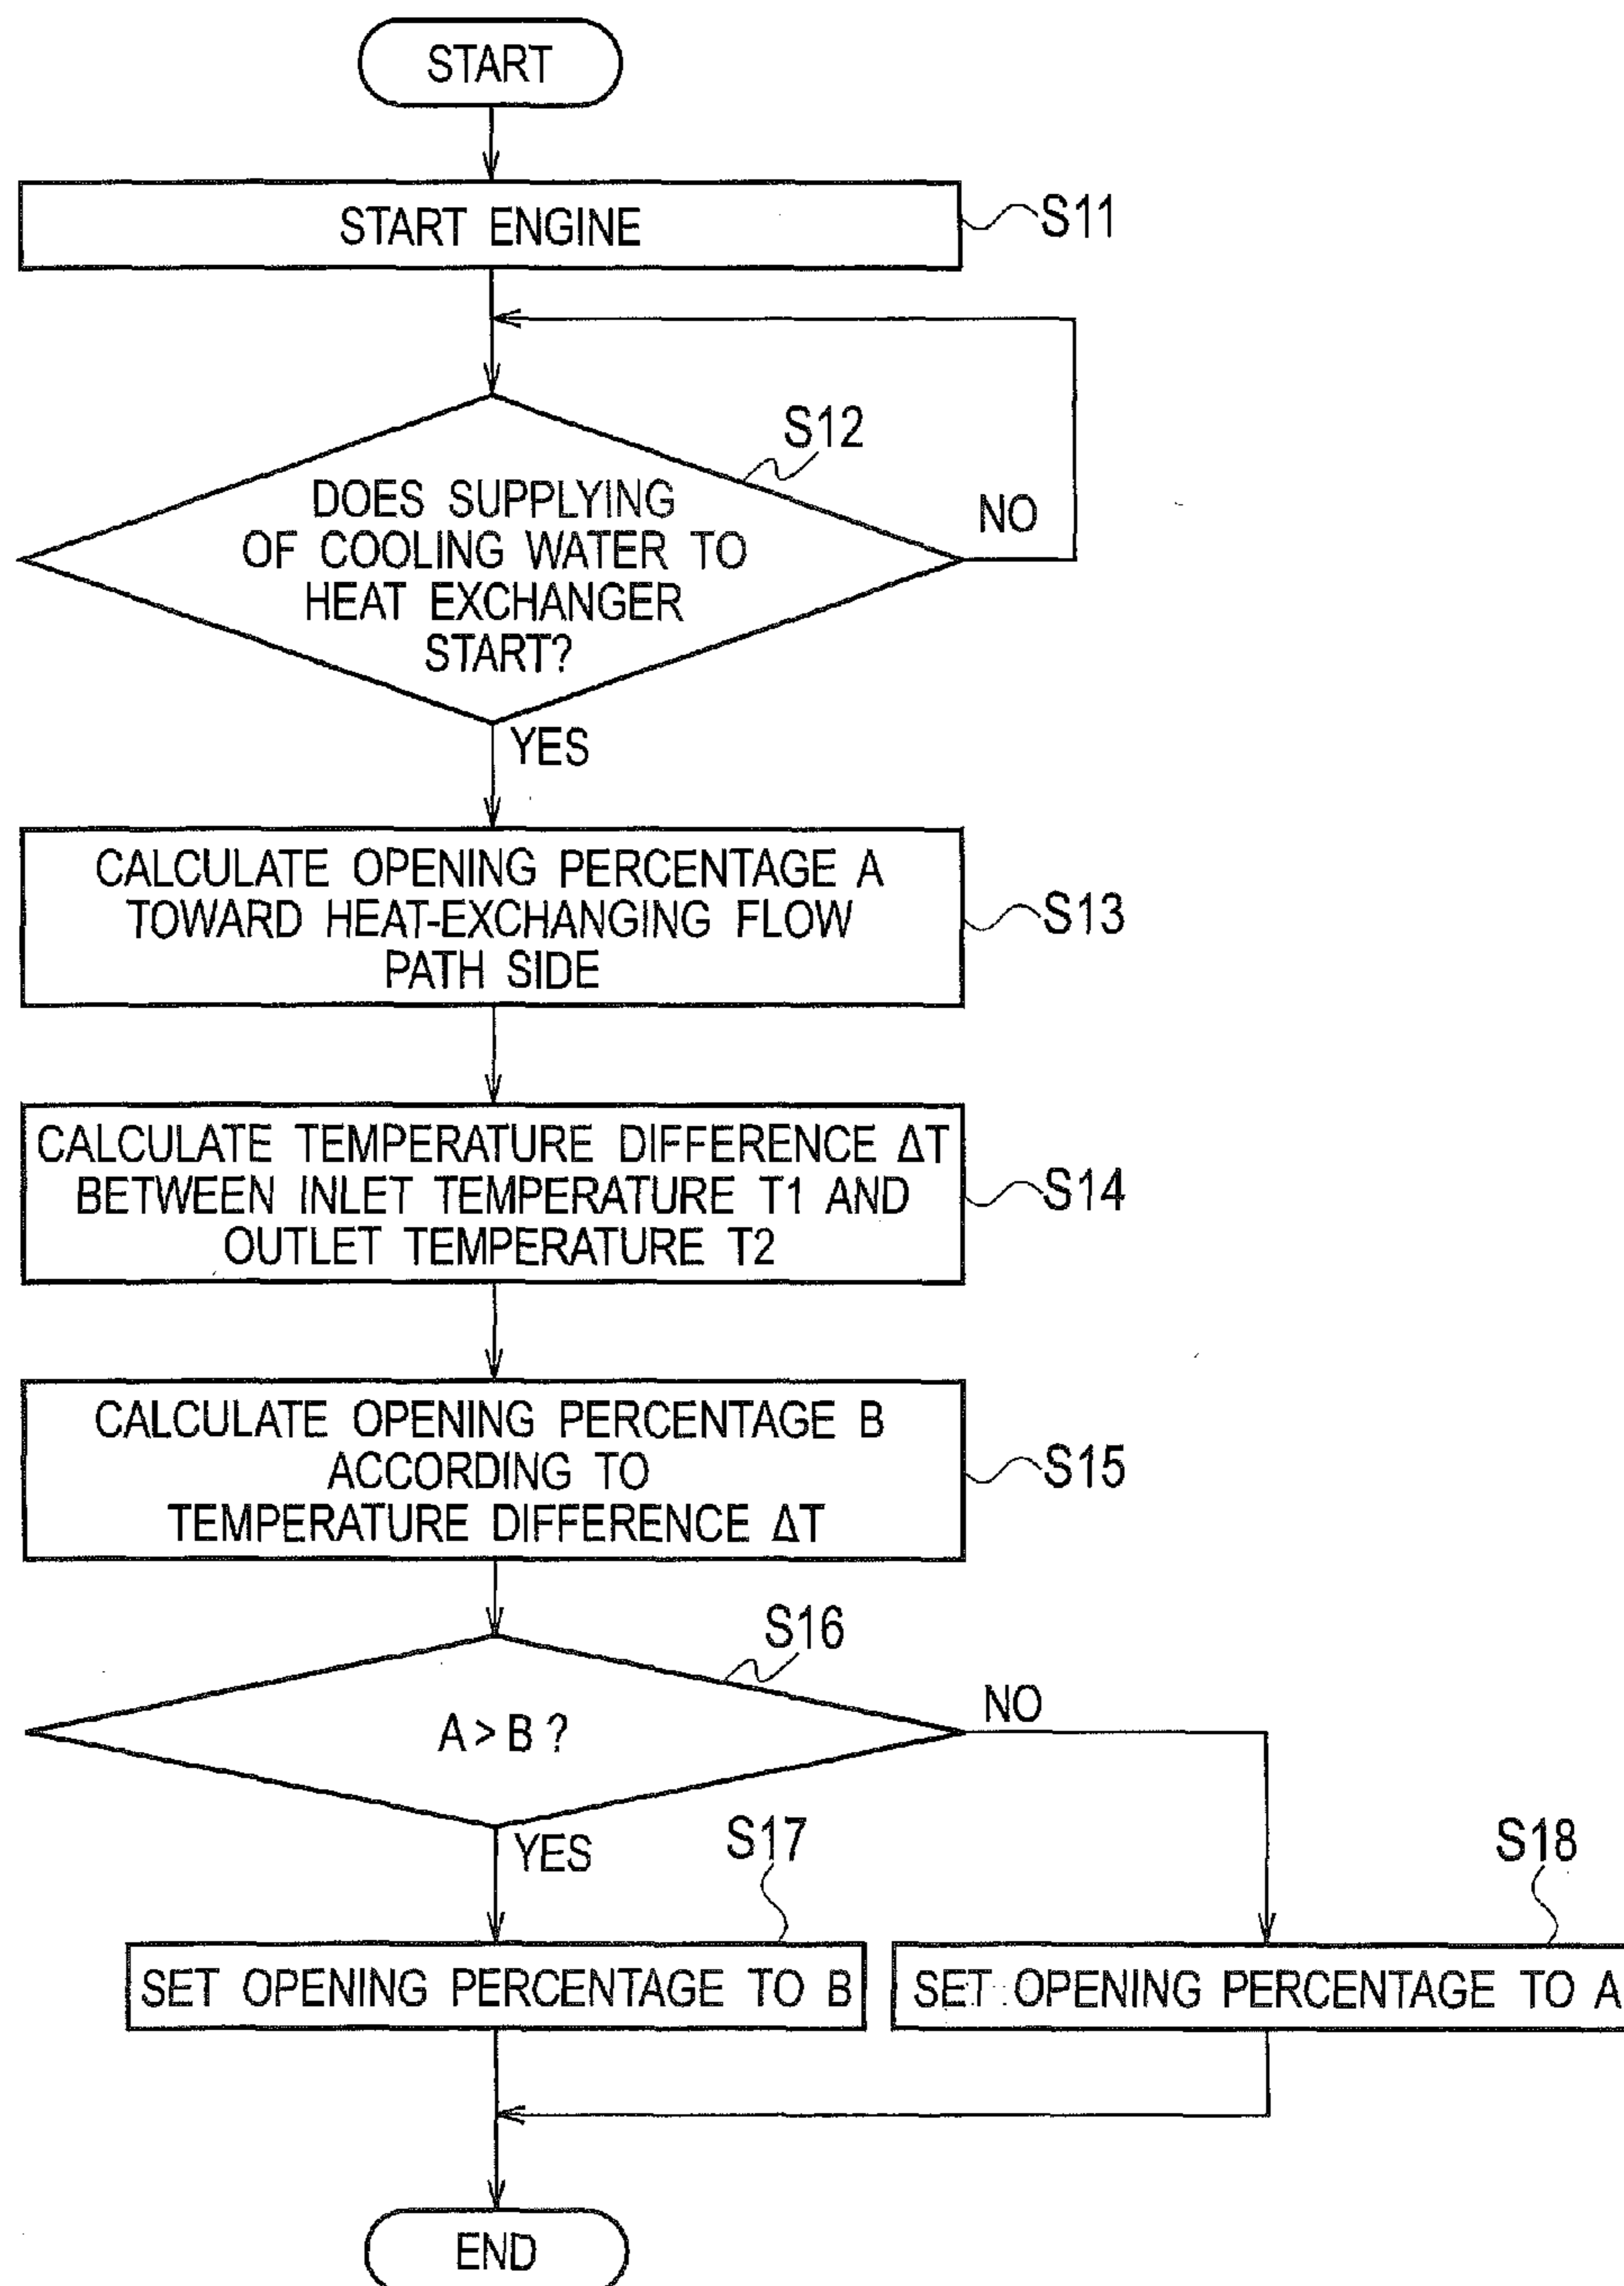 START
START ENGINE
S11
S12
DOES SUPPLYING
OF COOLING WATER TO
HEAT EXCHANGER
START?
NO
YES
CALCULATE OPENING PERCENTAGE A
TOWARD HEAT-EXCHANGING FLOW
PATH SIDE
S13
CALCULATE TEMPERATURE DIFFERENCE ΔT
BETWEEN INLET TEMPERATURE T1 AND
OUTLET TEMPERATURE T2
S14
CALCULATE OPENING PERCENTAGE B
ACCORDING TO
TEMPERATURE DIFFERENCE ΔT
S15
S16
A > B ?
NO
YES
S17
S18
SET OPENING PERCENTAGE TO B
SET OPENING PERCENTAGE TO A
END